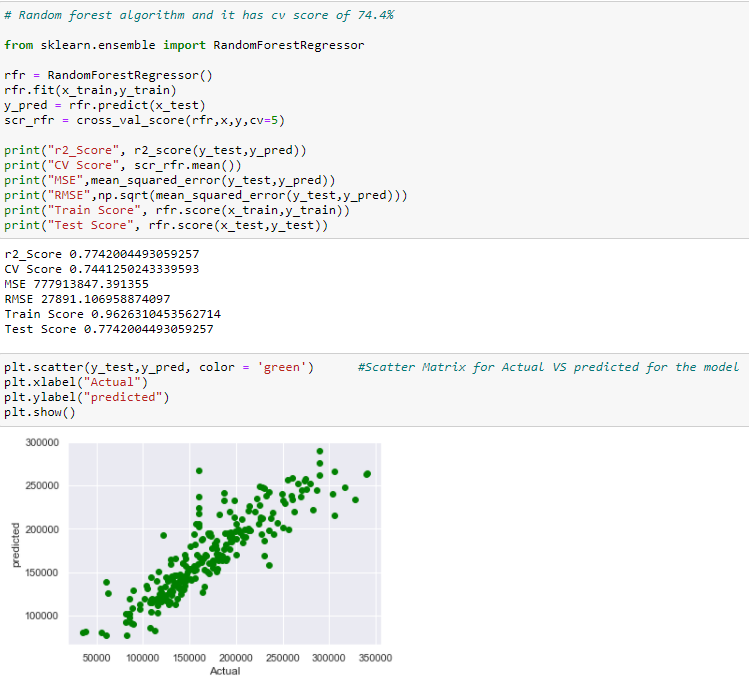 # Random forest algorithm and it has cv score of 74.4%
from sklearn.ensemble import RandomForestRegressor
rfr = RandomForestRegressor()
rfr.fit(x_train,y_train)
y_pred = rfr.predict(x_test)
scr_rfr = cross_val_score(rfr,x,y,cv=5)
print("r2_Score", r2_score(y_test,y_pred))
print("CV Score", scr_rfr.mean())
print("MSE",mean_squared_error(y_test,y_pred))
print("RMSE",np.sqrt(mean_squared_error(y_test,y_pred)))
print("Train Score", rfr.score(x_train,y_train))
print("Test Score", rfr.score(x_test,y_test))
r2_Score 0.7742004493059257
CV Score 0.7441250243339593
MSE 777913847.391355
RMSE 27891.106958874097
Train Score 0.9626310453562714
Test Score 0.7742004493059257
plt.scatter(y_test,y_pred, color = 'green') #Scatter Matrix for Actual VS predicted for the model
plt.xlabel("Actual")
plt.ylabel("predicted")
plt.show()
300000
250000
200000
150000
100000
predicted
50000 100000 150000 200000 250000 300000 350000
Actual